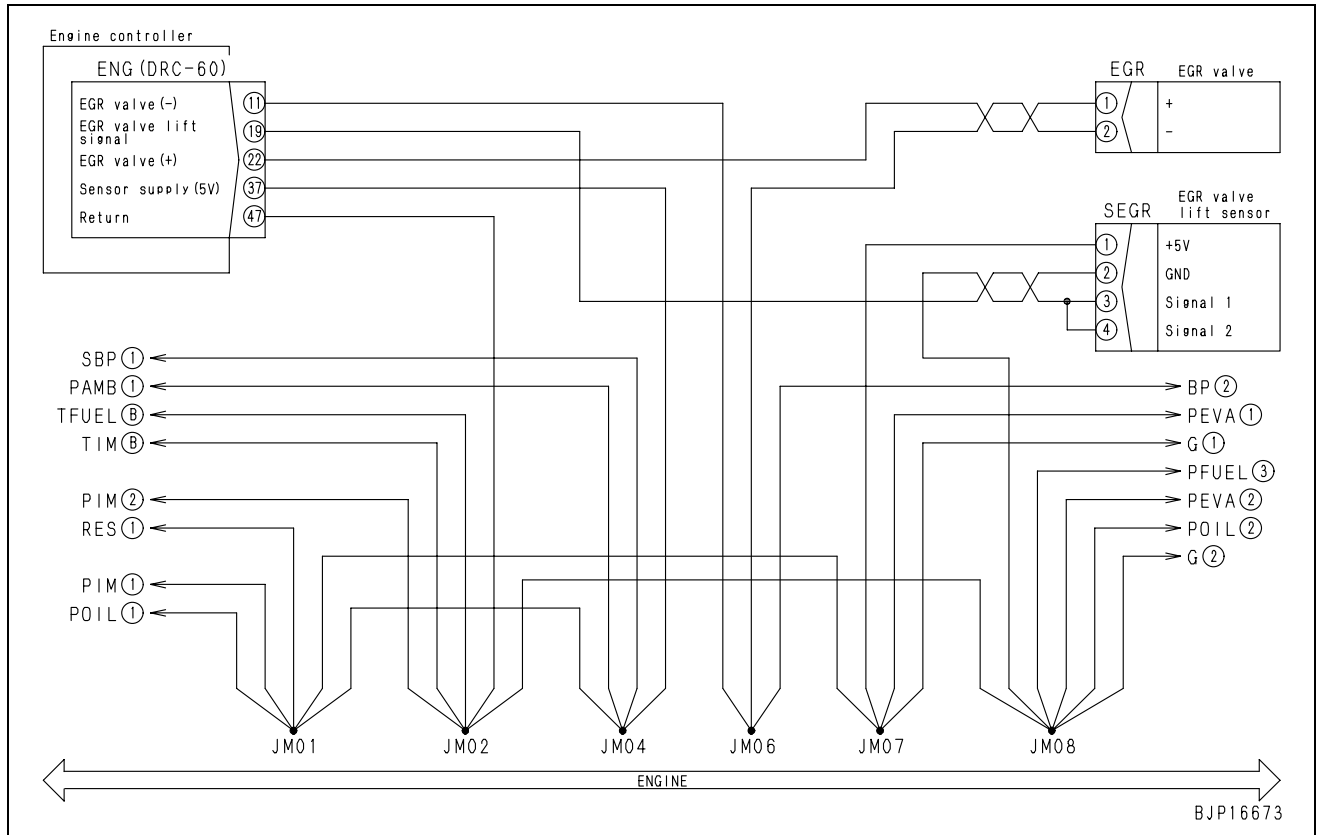 Engine controller
ENG (DRC-60)
EGR valve (-) 11
EGR valve lift
signal 19
EGR valve (+) 22
Sensor supply (5V) 37
Return 47
EGR EGR valve
1 +
2 -
SEGR EGR valve
lift sensor
1 +5V
2 GND
3 Signal 1
4 Signal 2
SBP 1
PAMB 1
TFUEL B
TIM B
PIM 2
RES 1
PIM 1
POIL 1
BP 2
PEVA 1
G 1
PFUEL 3
PEVA 2
POIL 2
G 2
JM01 JM02 JM04 JM06 JM07 JM08
ENGINE
BJP16673